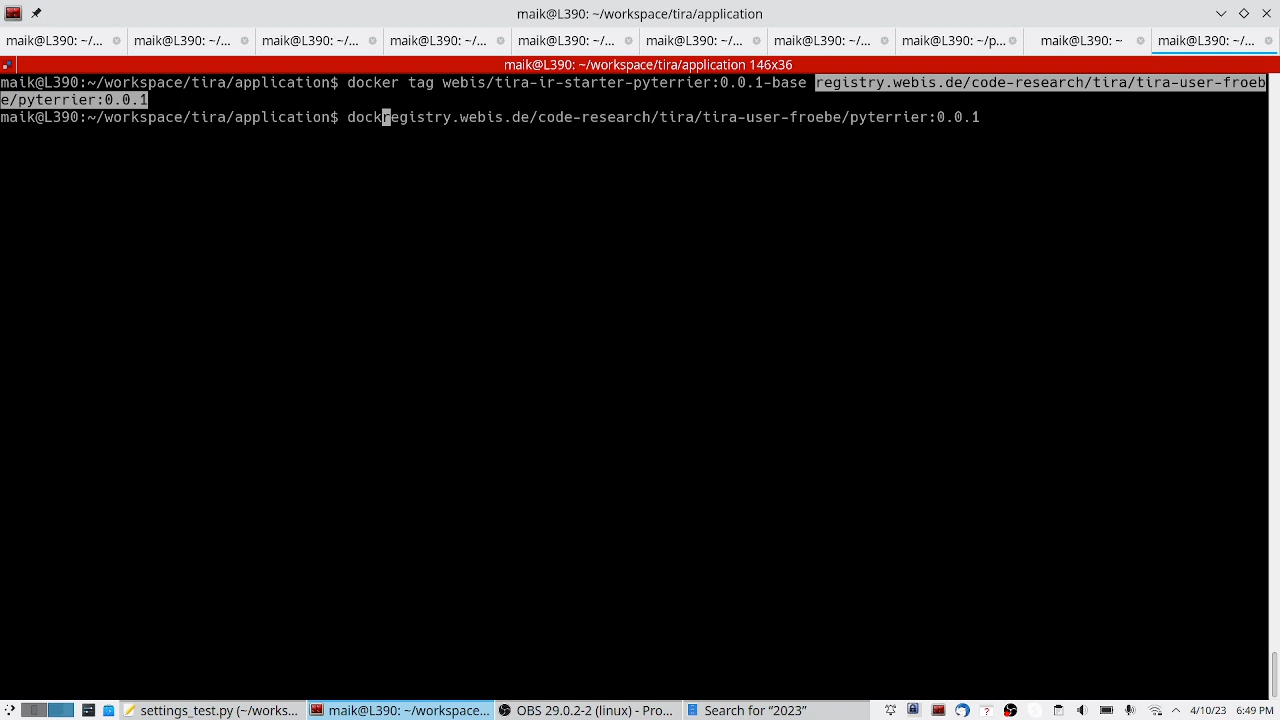 maik@L390: ~/workspace/tira/application
maik@L390: ~/... maik@L390: ~/... maik@L390: ~/... maik@L390: ~/... maik@L390: ~/... maik@L390: ~/... maik@L390: ~/... maik@L390: ~/p... maik@L390: ~ maik@L390: ~/...
maik@L390: ~/workspace/tira/application 146x36
maik@L390:~/workspace/tira/application$ docker tag webis/tira-ir-starter-pyterrier:0.0.1-base registry.webis.de/code-research/tira/tira-user-froeb
e/pyterrier:0.0.1
maik@L390:~/workspace/tira/application$ dockregistry.webis.de/code-research/tira/tira-user-froebe/pyterrier:0.0.1
settings_test.py (~/works... maik@L390: ~/workspace... OBS 29.0.2-2 (linux) - Pro... Search for “20.3” 4/10/23 6:49 PM